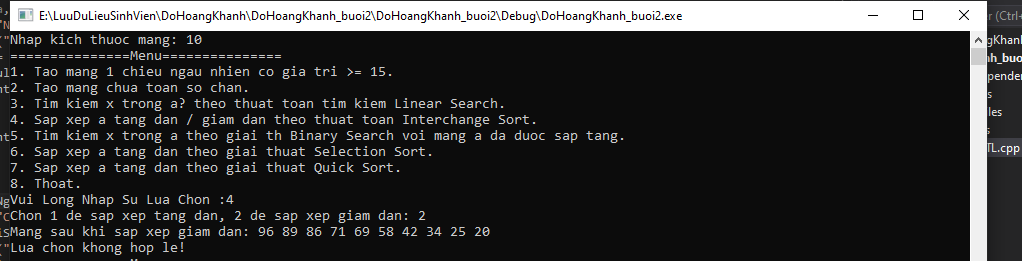 E:\LuuDuLieuSinhVien\DoHoangKhanh\DoHoangKhanh_buoi2\DoHoangKhanh_buoi2\Debug\DoHoangKhanh_buoi2.exe
Nhap kich thuoc mang: 10
===============Menu===============
1. Tao mang 1 chieu ngau nhien co gia tri >= 15.
2. Tao mang chua toan so chan.
3. Tim kiem x trong a? theo thuat toan tim kiem Linear Search.
4. Sap xep a tang dan / giam dan theo thuat toan Interchange Sort.
5. Tim kiem x trong a theo giai th Binary Search voi mang a da duoc sap tang.
6. Sap xep a tang dan theo giai thuat Selection Sort.
7. Sap xep a tang dan theo giai thuat Quick Sort.
8. Thoat.
Vui Long Nhap Su Lua Chon :4
Chon 1 de sap xep tang dan, 2 de sap xep giam dan: 2
Mang sau khi sap xep giam dan: 96 89 86 71 69 58 42 34 25 20
Lua chon khong hop le!